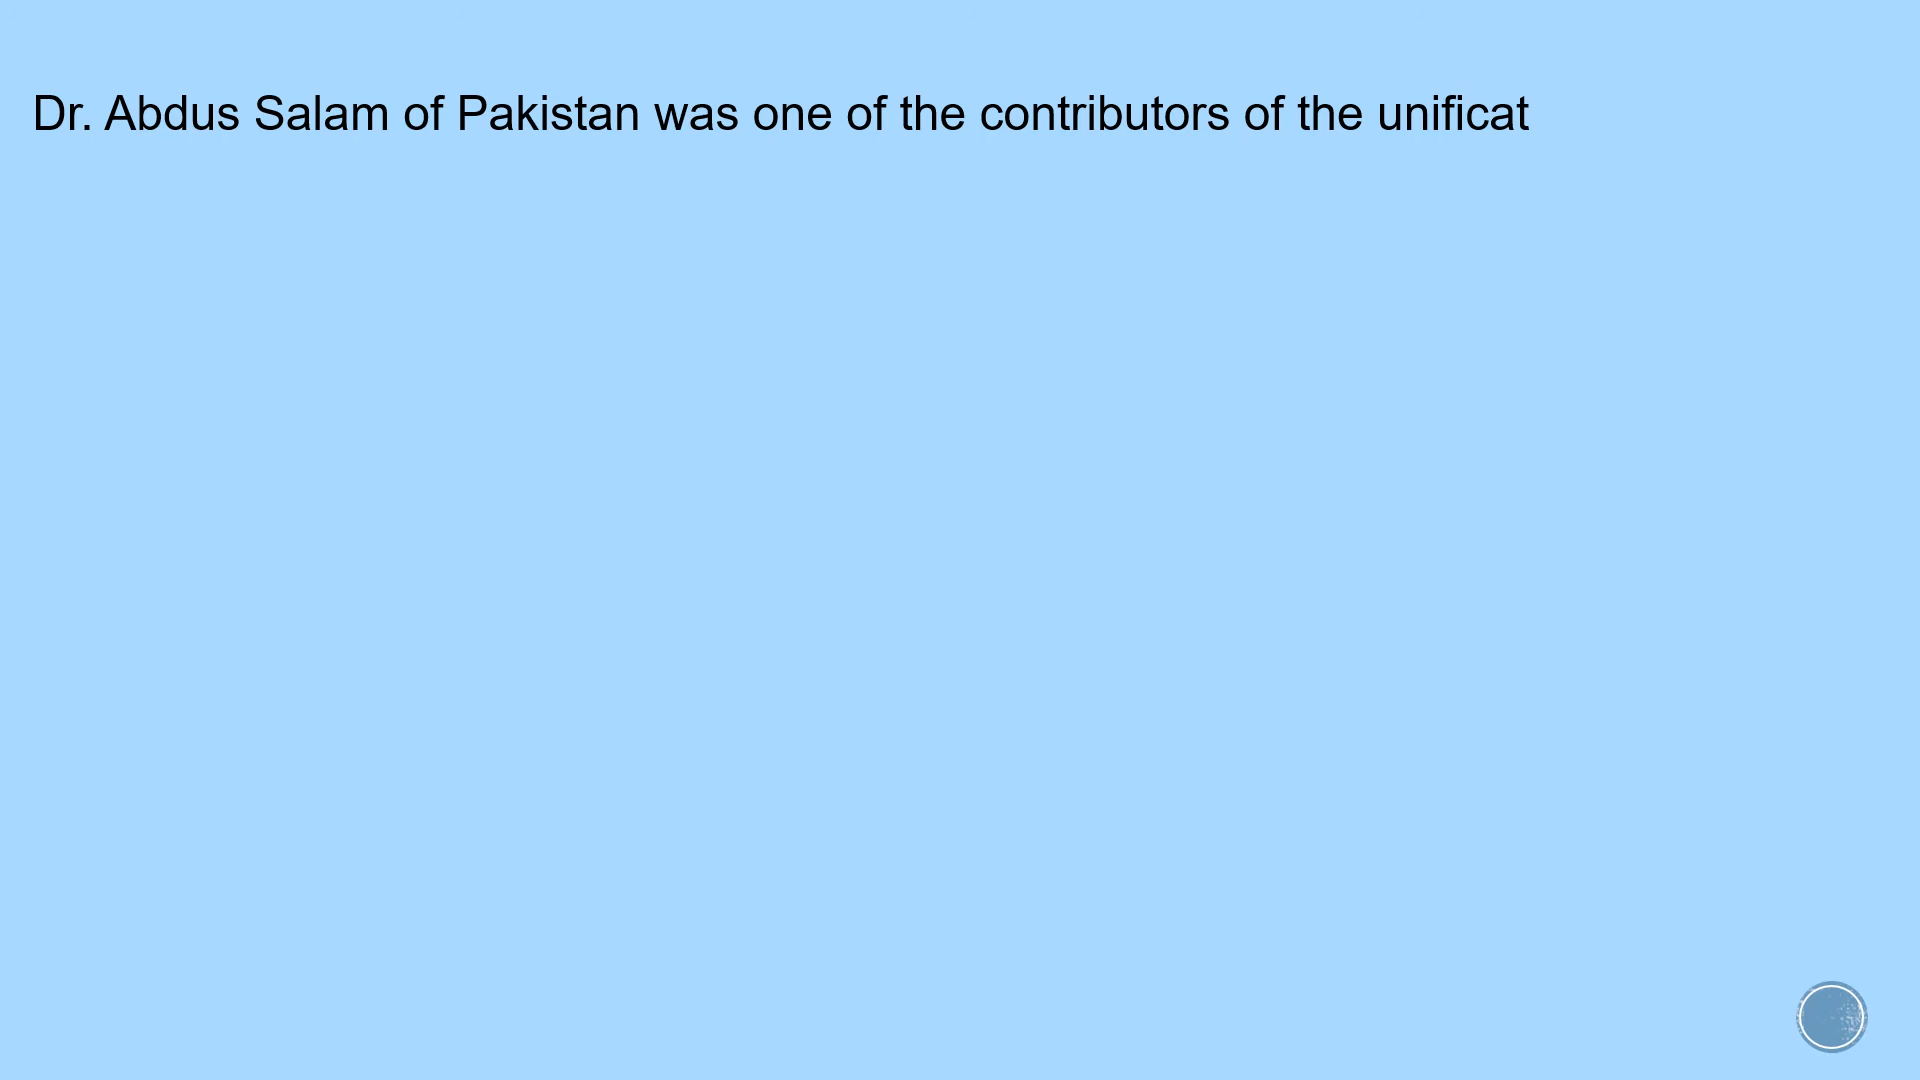 Dr. Abdus Salam of Pakistan was one of the contributors of the unificat